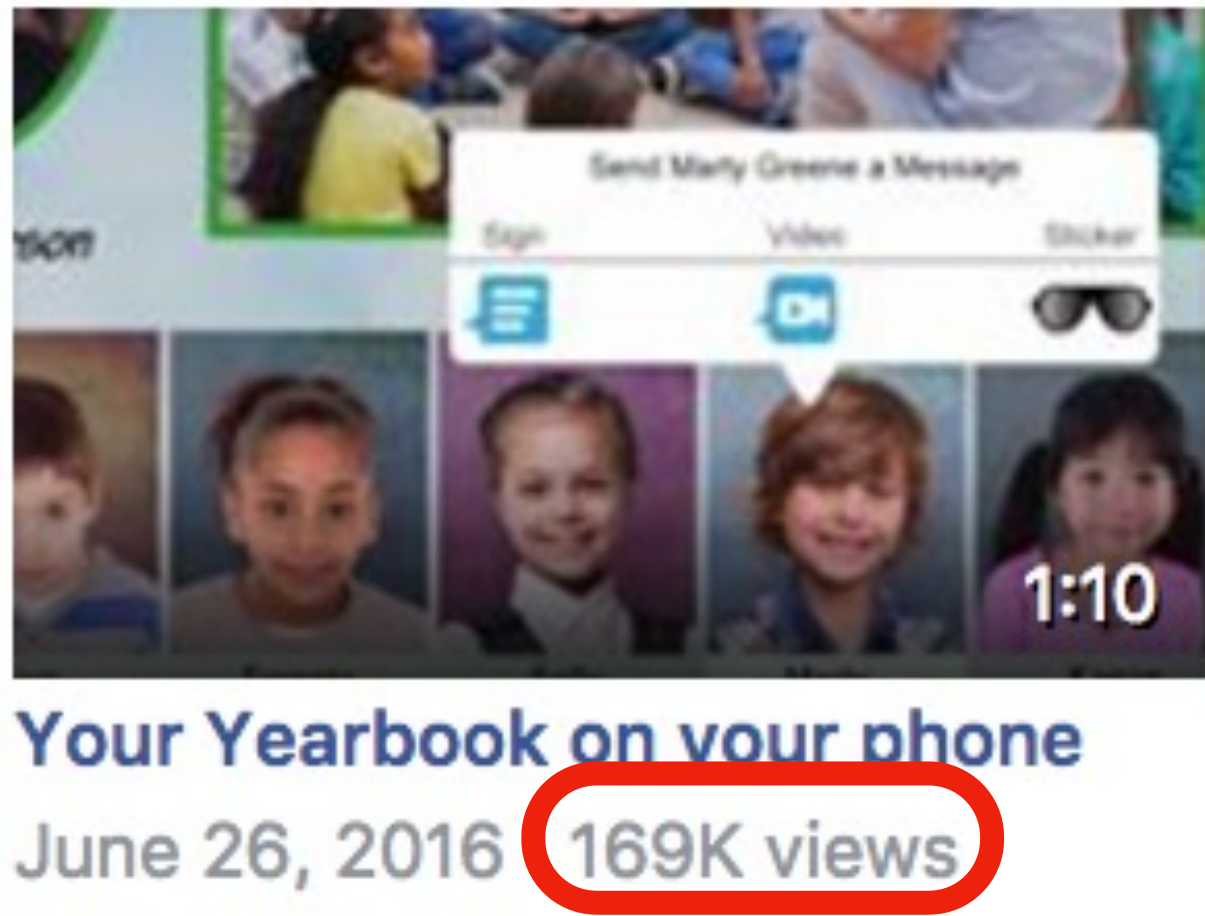 son
Send Marty Greene a Message
Sign Video Sticker
1:10
Your Yearbook on your phone
June 26, 2016 169K views